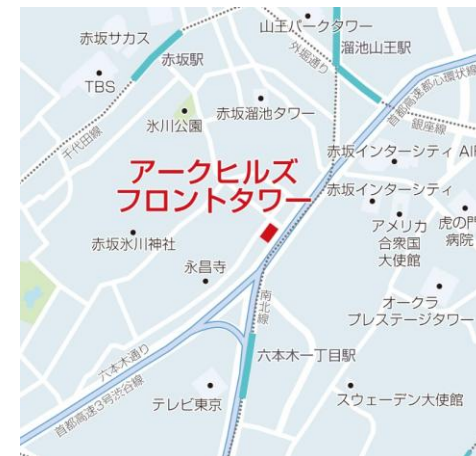 山王パークタワー
赤坂サカス
外堀通り
溜池山王駅
赤坂駅
TBS
首都高速都心環状線
赤坂溜池タワー
氷川公園
銀座線
千代田線
赤坂インターシティ AI
アークヒルズ
フロントタワー
赤坂インターシティ
アメリカ
合衆国
大使館
虎の門
病院
赤坂氷川神社
永昌寺
南北線
オークラ
プレステージタワー
六本木通り
六本木一丁目駅
首都高速3号渋谷線
テレビ東京
スウェーデン大使館